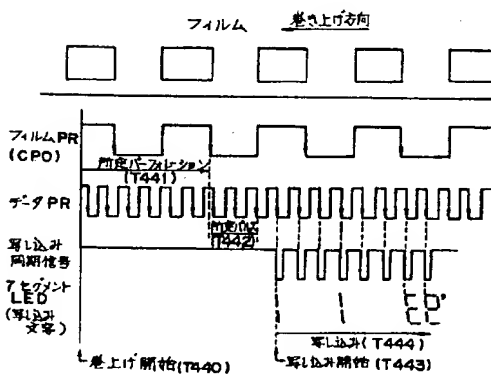 フィルム 巻き上げ方向
フィルムPR
(CPO)
所定パーフォレーション
(T441)
データPR
所定パルス
(T442)
写し込み
同期信号
7セグメント
LED
(写し込み
文字)
写し込み(T444)
巻上げ開始(T440) 写し込み開始(T443)